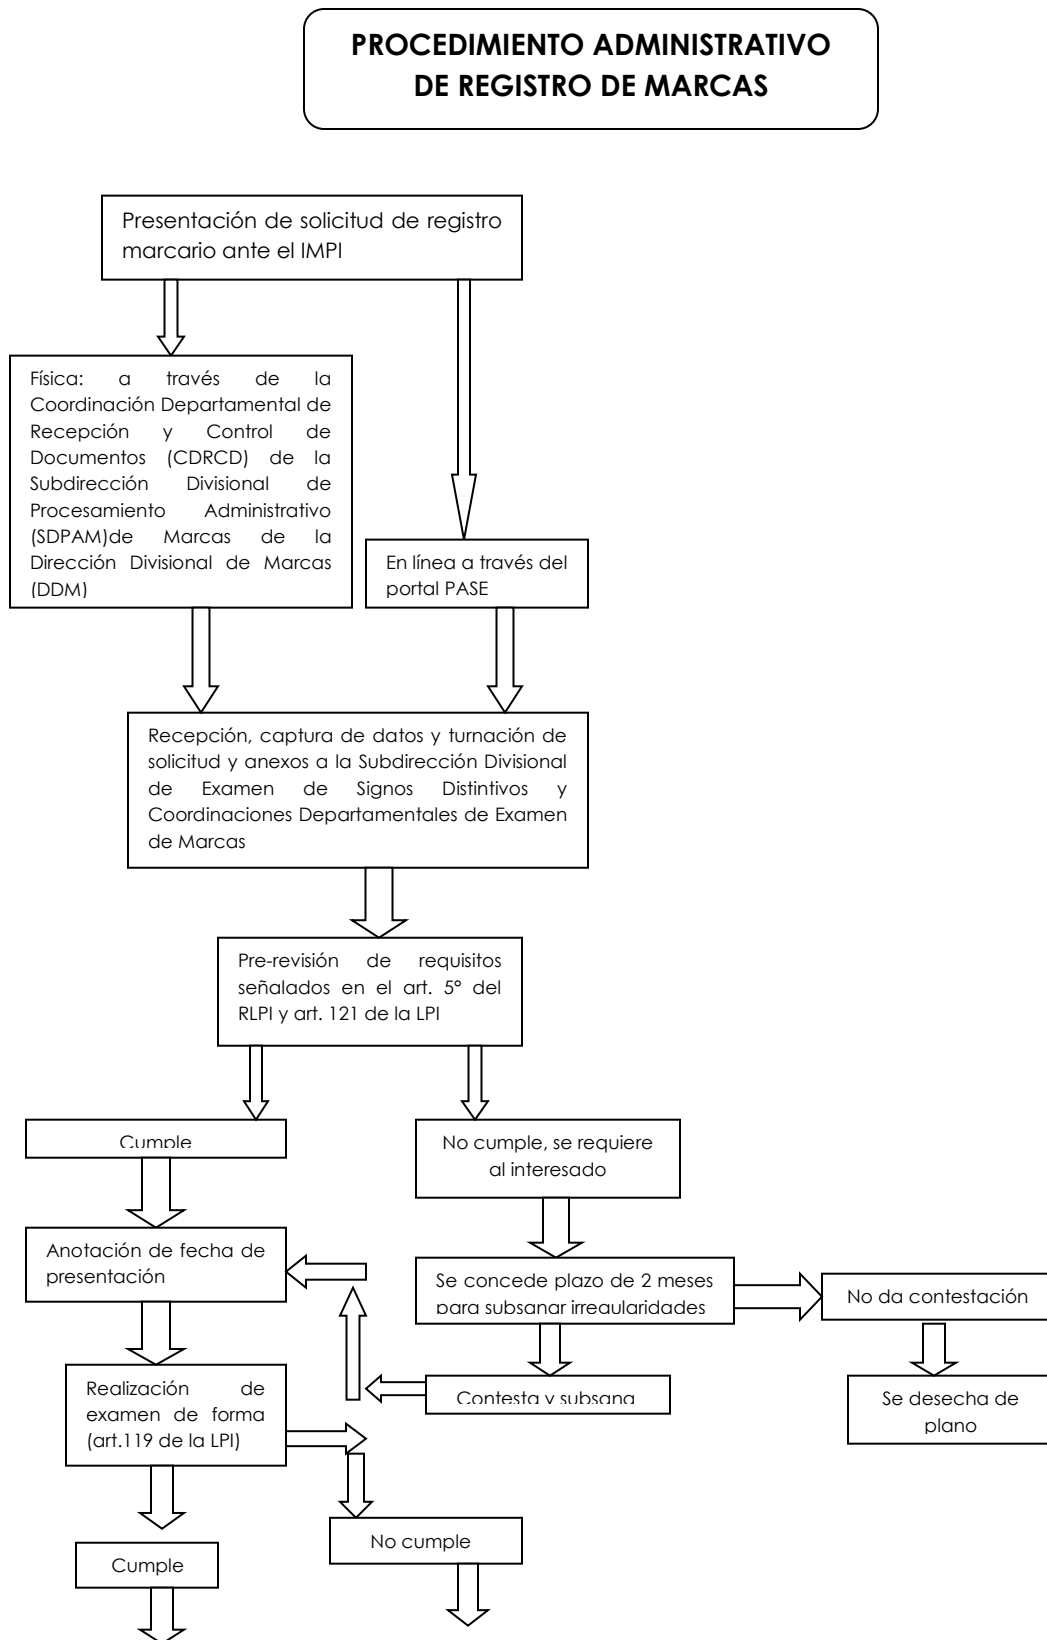 PROCEDIMIENTO ADMINISTRATIVO
DE REGISTRO DE MARCAS
Presentación de solicitud de registro
marcario ante el IMPI
Física: a través de la
Coordinación Departamental de
Recepción y Control de
Documentos (CDRCD) de la
Subdirección Divisional de
Procesamiento Administrativo
(SDPAM)de Marcas de la
Dirección Divisional de Marcas
(DDM)
En línea a través del
portal PASE
Recepción, captura de datos y turnación de
solicitud y anexos a la Subdirección Divisional
de Examen de Signos Distintivos y
Coordinaciones Departamentales de Examen
de Marcas
Pre-revisión de requisitos
señalados en el art. 5° del
RLPI y art. 121 de la LPI
Cumple
No cumple, se requiere
al interesado
Anotación de fecha de
presentación
Se concede plazo de 2 meses
para subsanar irregularidades
No da contestación
Realización de
examen de forma
(art.119 de la LPI)
Contesta y subsana
Se desecha de
plano
No cumple
Cumple